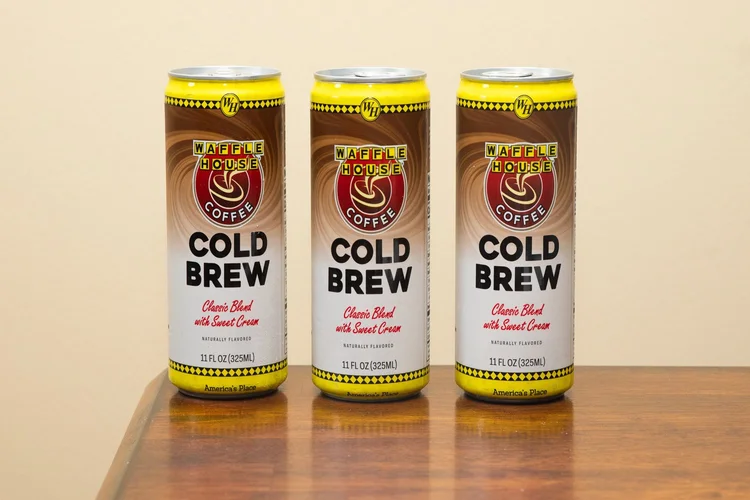 WH
WAFFLE
HOUSE
COFFEE
COLD
BREW
Classic Blend
with Sweet Cream
NATURALLY FLAVORED
11 FL OZ (325ML)
America's Place
WH
WAFFLE
HOUSE
COFFEE
COLD
BREW
Classic Blend
with Sweet Cream
NATURALLY FLAVORED
11 FL OZ (325ML)
America's Place
WH
WAFFLE
HOUSE
COFFEE
COLD
BREW
Classic Blend
with Sweet Cream
NATURALLY FLAVORED
11 FL OZ (325ML)
America's Place